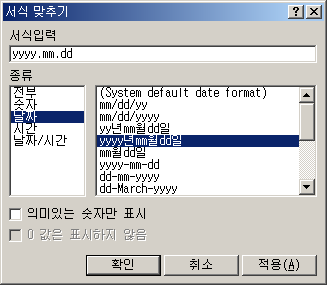 서식 맞추기
서식입력
yyyy.mm.dd
종류
전부
숫자
날짜
시간
날짜/시간
(System default date format)
mm/dd/yy
mm/dd/yyyy
yy년mm월dd일
yyyy년mm월dd일
mm월dd일
yyyy-mm-dd
dd-mm-yyyy
dd-March-yyyy
의미있는 숫자만 표시
0 값은 표시하지 않음
확인
취소
적용(A)